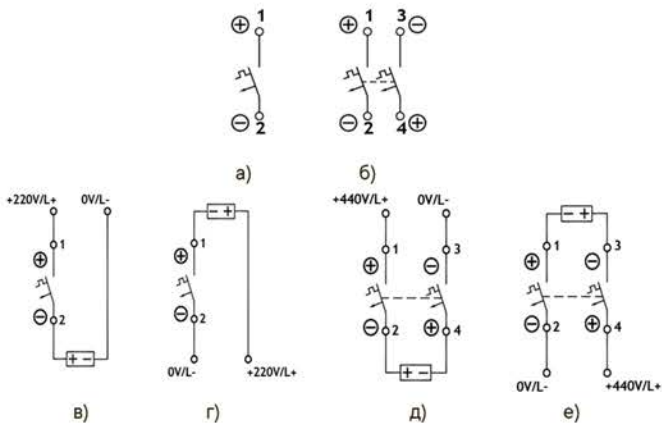 ⊕ 1
⊖ 2
а)
⊕ 1 3 ⊖
⊖ 2 4 ⊕
б)
+220V/L+ 0V/L-
1
⊕
⊖
2
+ -
в)
- +
1
⊕
⊖
2
0V/L- +220V/L+
г)
+440V/L+ 0V/L-
1 3
⊕ ⊖
⊖ 2 ⊕ 4
+ -
д)
- +
1 3
⊕ ⊖
⊖ 2 ⊕ 4
0V/L- +440V/L+
е)